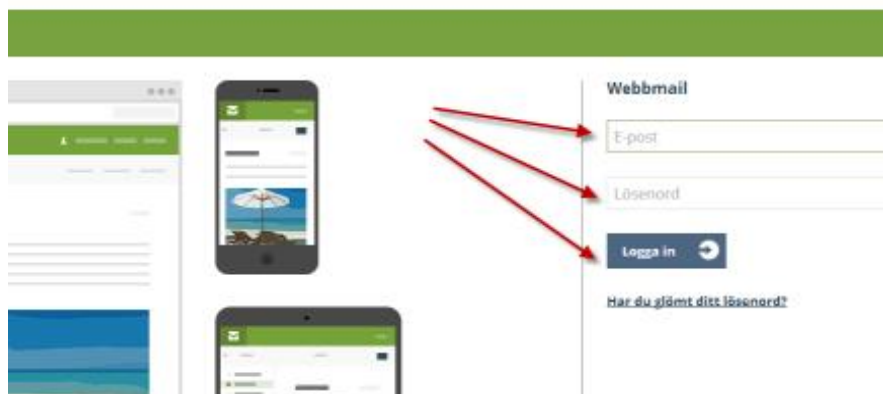 Webbmail
E-post
Lösenord
Logga in
Har du glömt ditt lösenord?